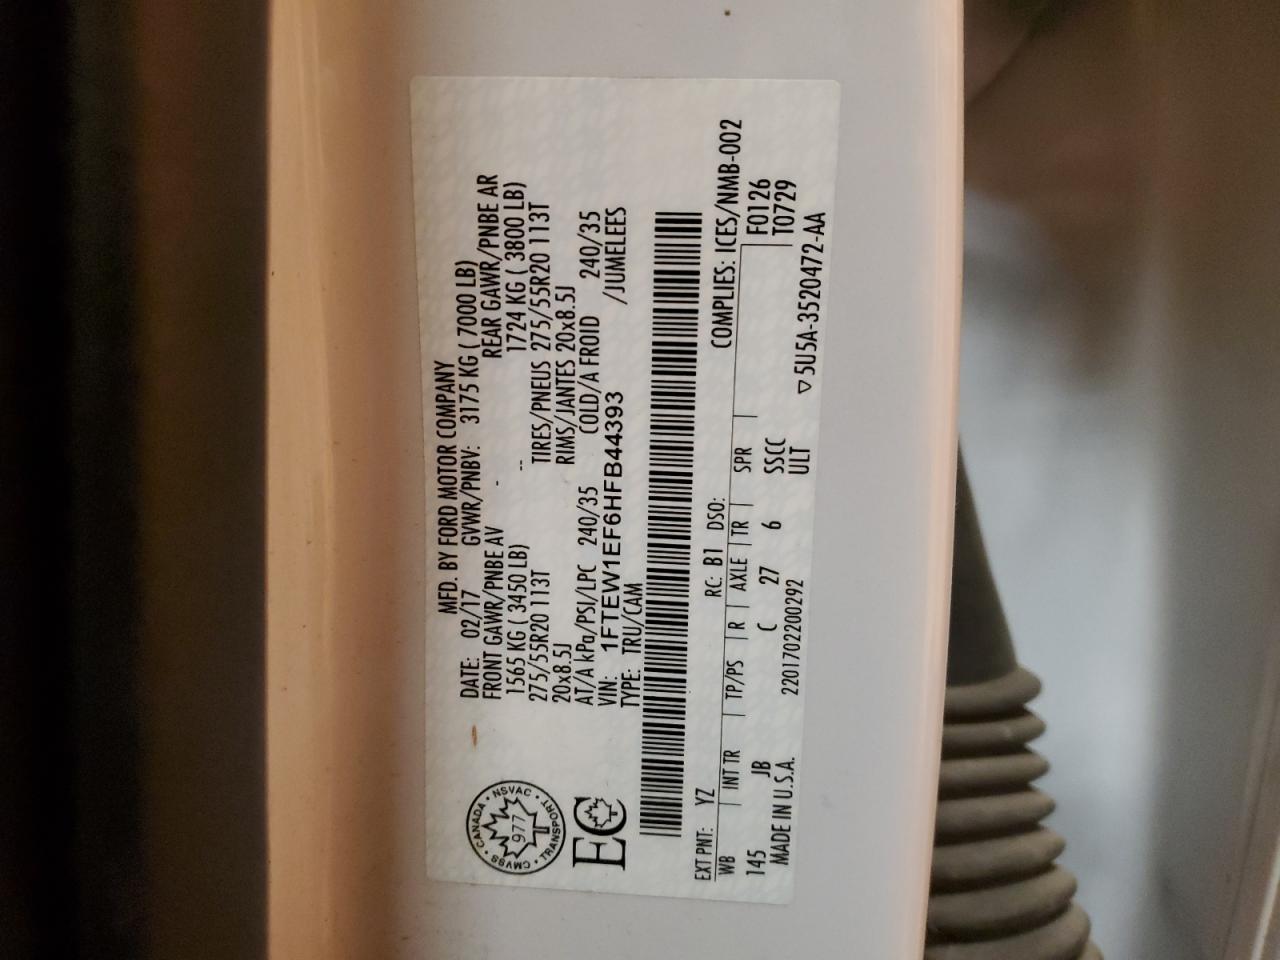 MFD. BY FORD MOTOR COMPANY
DATE: 02/17 GVWR/PNBV: 3175 KG ( 7000 LB)
FRONT GAWR/PNBE AV - REAR GAWR/PNBE AR
1565 KG ( 3450 LB) -- 1724 KG ( 3800 LB)
275/55R20 113T TIRES/PNEUS 275/55R20 113T
20x8.5J RIMS/JANTES 20x8.5J
AT/A kPa/PSI/LPC 240/35 COLD/A FROID 240/35
VIN: 1FTEW1EF6HFB44393 /JUMELEES
TYPE: TRU/CAM
CMVSS · CANADA · NSVAC · TRANSPORT
977
EC
EXT PNT: YZ RC: B1 DSO: COMPLIES: ICES/NMB-002
WB INT TR TP/PS R AXLE TR SPR F0126
145 JB C 27 6 SSCC T0729
MADE IN U.S.A. 2201702200292 ULT ▽5U5A-3520472-AA